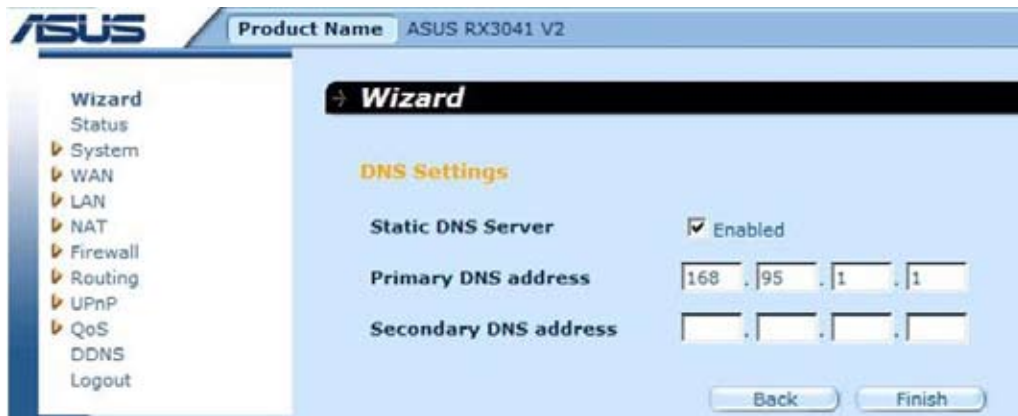 ASUS
Product Name ASUS RX3041 V2
Wizard
Status
System
WAN
LAN
NAT
Firewall
Routing
UPnP
QoS
DDNS
Logout
Wizard
DNS Settings
Static DNS Server Enabled
Primary DNS address 168 . 95 . 1 . 1
Secondary DNS address . . .
Back Finish